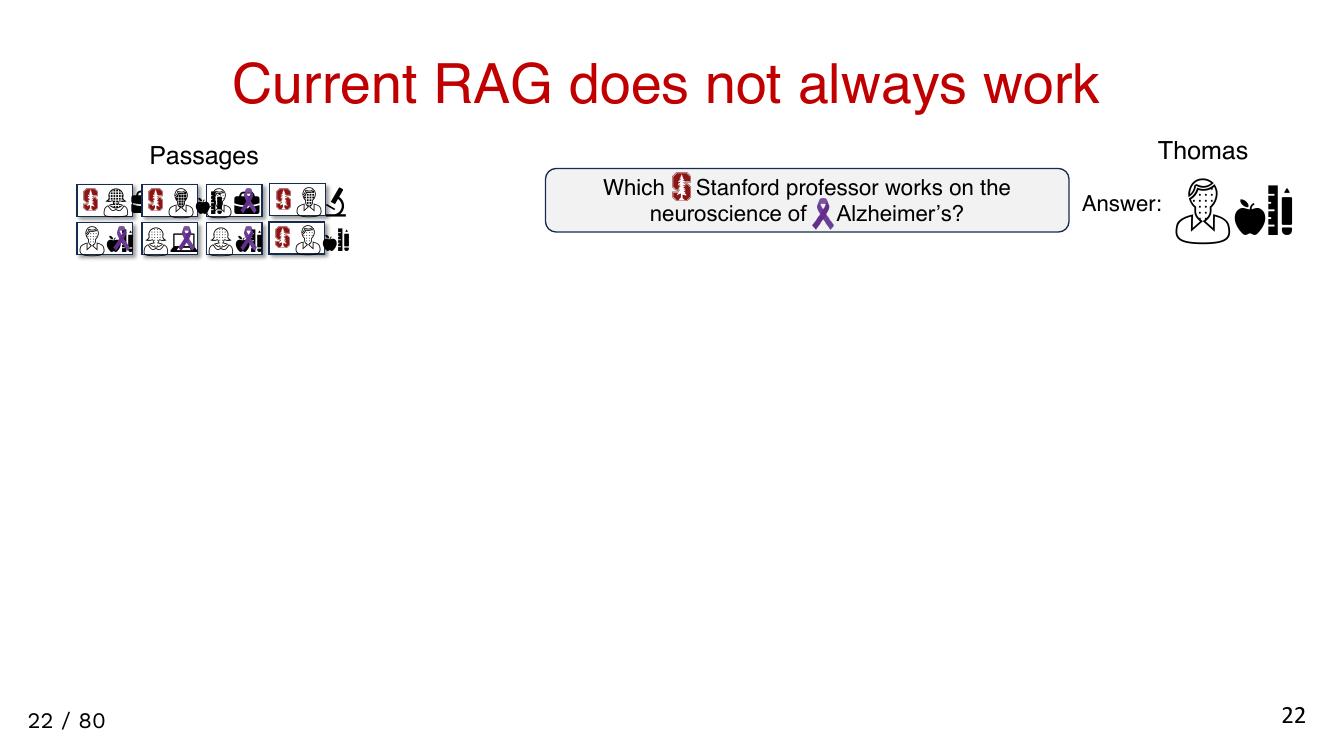 Current RAG does not always work
Passages
Which Stanford professor works on the
neuroscience of Alzheimer's?
Answer:
Thomas
22 / 80
22